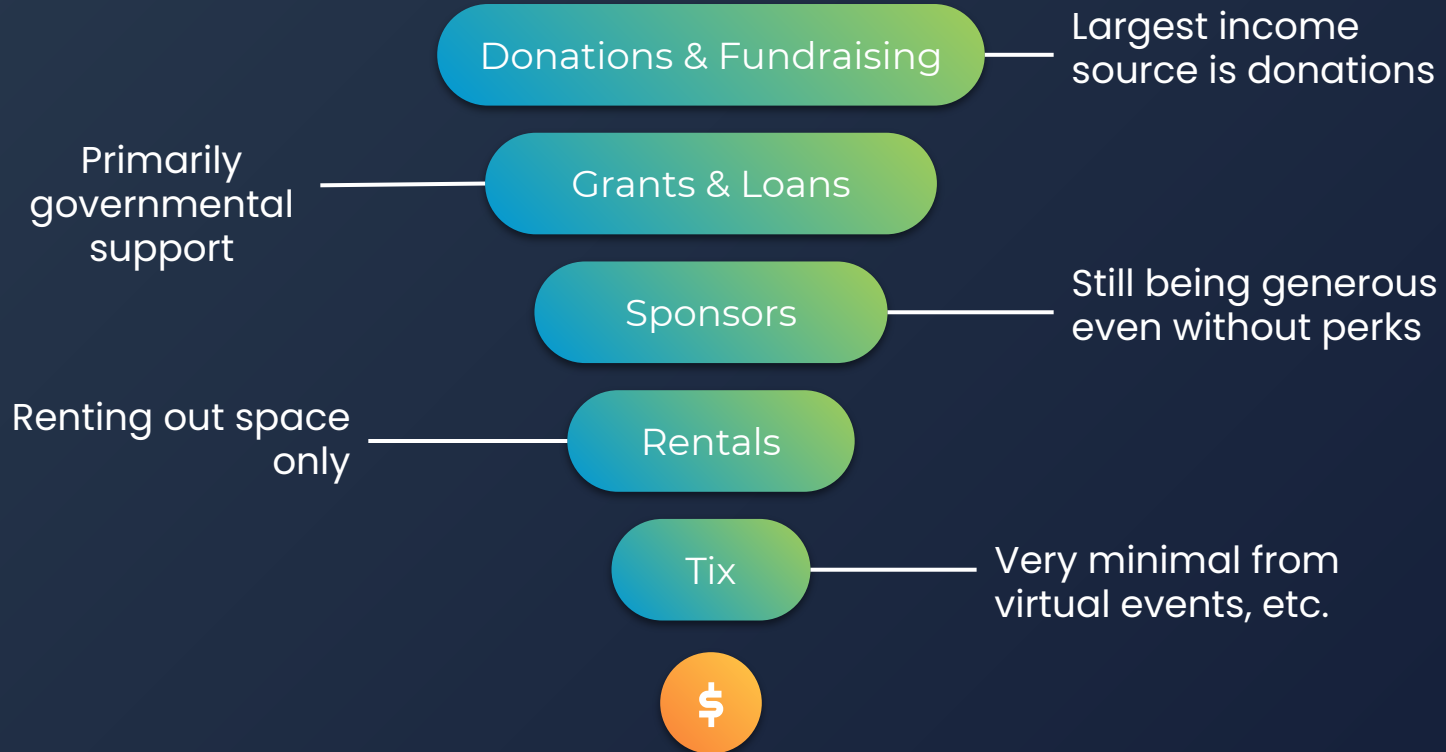 Donations & Fundraising
Largest income
source is donations
Primarily
governmental
support
Grants & Loans
Sponsors
Still being generous
even without perks
Renting out space
only
Rentals
Tix
Very minimal from
virtual events, etc.
$